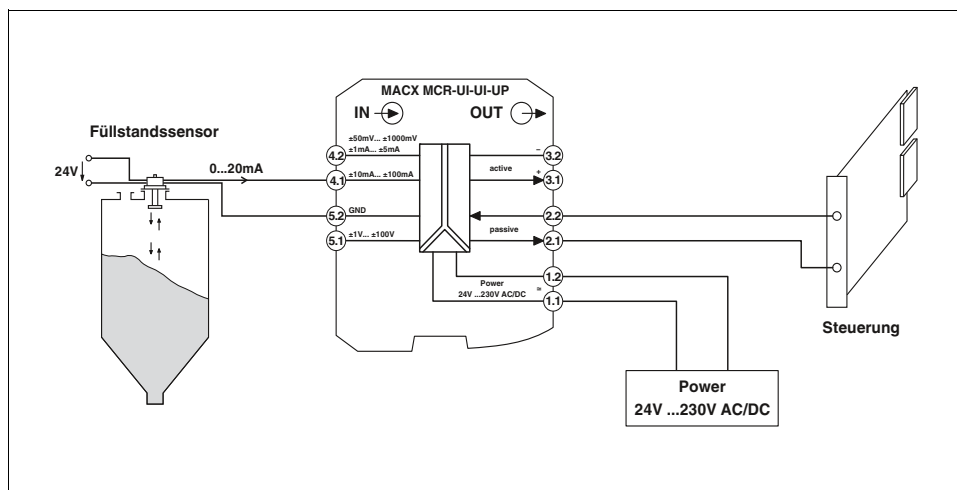 MACX MCR-UI-UI-UP
IN
OUT
Füllstandssensor
24V
0...20mA
4.2
±50mV... ±1000mV
±1mA... ±5mA
4.1
±10mA... ±100mA
5.2
GND
5.1
±1V... ±100V
–
3.2
active
+
3.1
2.2
passive
2.1
1.2
Power
24V ...230V AC/DC
≅
1.1
Steuerung
Power
24V ...230V AC/DC